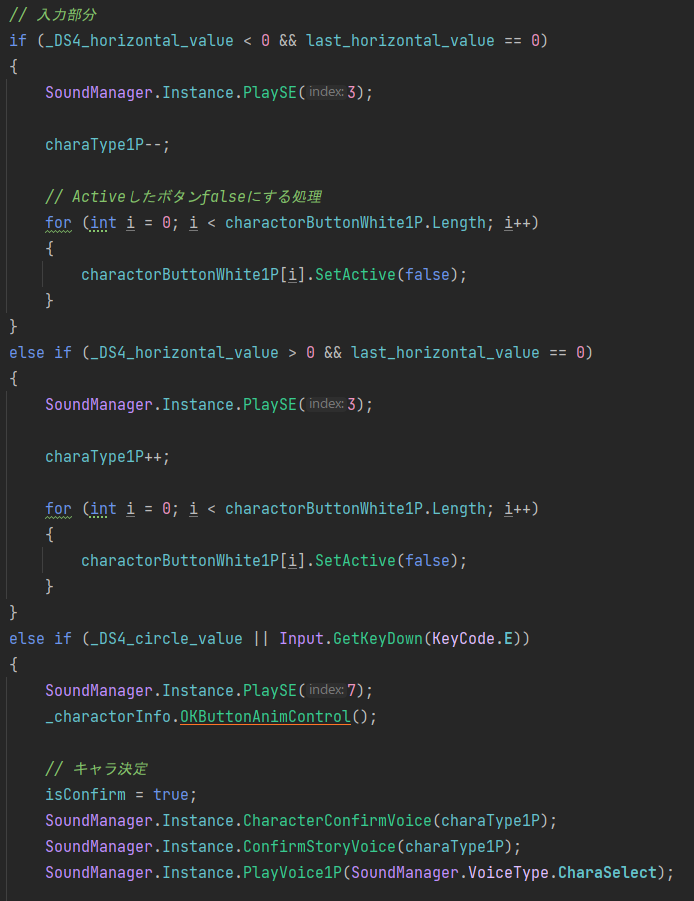 // 入力部分
if (_DS4_horizontal_value < 0 && last_horizontal_value == 0)
{
    SoundManager.Instance.PlaySE( index: 3);

    charaType1P--;

    // Activeしたボタンfalseにする処理
    for (int i = 0; i < charactorButtonWhite1P.Length; i++)
    {
        charactorButtonWhite1P[i].SetActive(false);
    }
}
else if (_DS4_horizontal_value > 0 && last_horizontal_value == 0)
{
    SoundManager.Instance.PlaySE( index: 3);

    charaType1P++;

    for (int i = 0; i < charactorButtonWhite1P.Length; i++)
    {
        charactorButtonWhite1P[i].SetActive(false);
    }
}
else if (_DS4_circle_value || Input.GetKeyDown(KeyCode.E))
{
    SoundManager.Instance.PlaySE( index: 7);
    _charactorInfo.OKButtonAnimControl();

    // キャラ決定
    isConfirm = true;
    SoundManager.Instance.CharacterConfirmVoice(charaType1P);
    SoundManager.Instance.ConfirmStoryVoice(charaType1P);
    SoundManager.Instance.PlayVoice1P(SoundManager.VoiceType.CharaSelect);